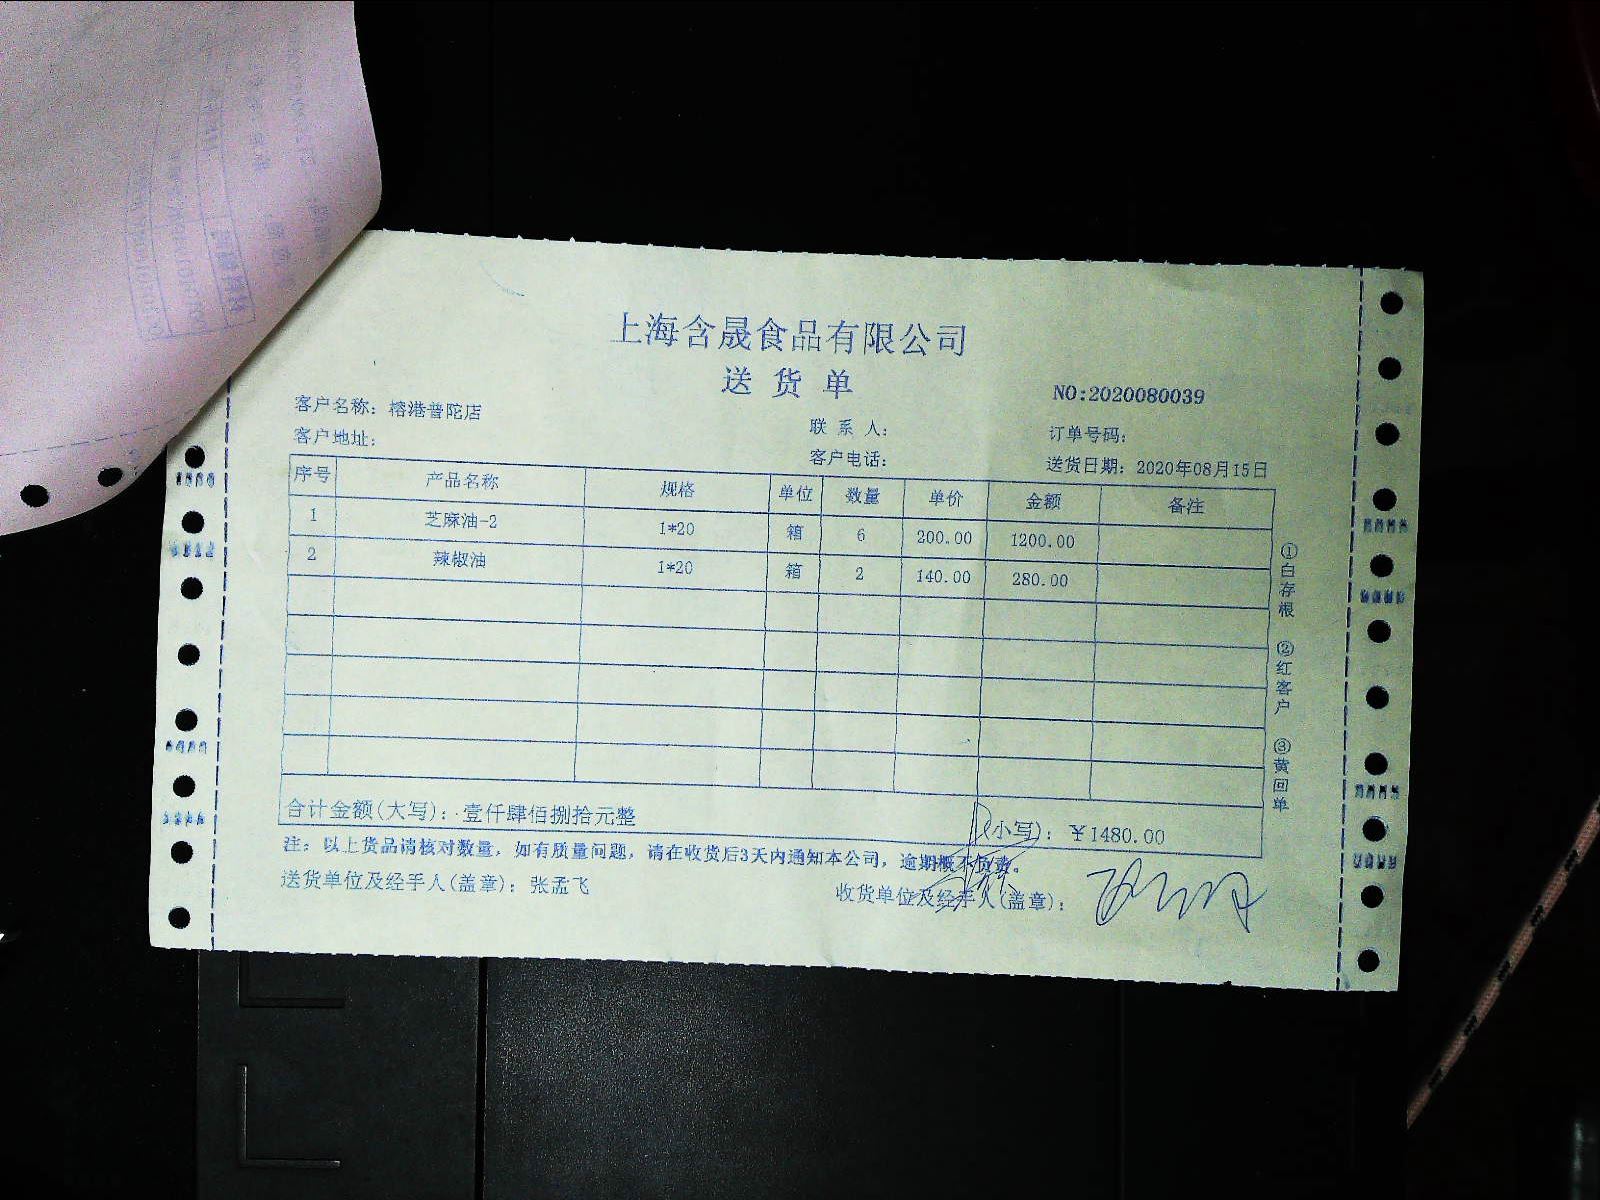 上海含晟食品有限公司
送货单
NO:2020080039
客户名称: 榕港普陀店
联系人:
订单号码:
客户地址:
客户电话:
送货日期: 2020年08月15日
序号 产品名称 规格 单位 数量 单价 金额 备注
1 芝麻油-2 1*20 箱 6 200.00 1200.00
2 辣椒油 1*20 箱 2 140.00 280.00
合计金额(大写): 壹仟肆佰捌拾元整 (小写): ¥1480.00
注: 以上货品请核对数量, 如有质量问题, 请在收货后3天内通知本公司, 逾期概不负责。
送货单位及经手人(盖章): 张孟飞
收货单位及经手人(盖章):
①白存根 ②红客户 ③黄回单